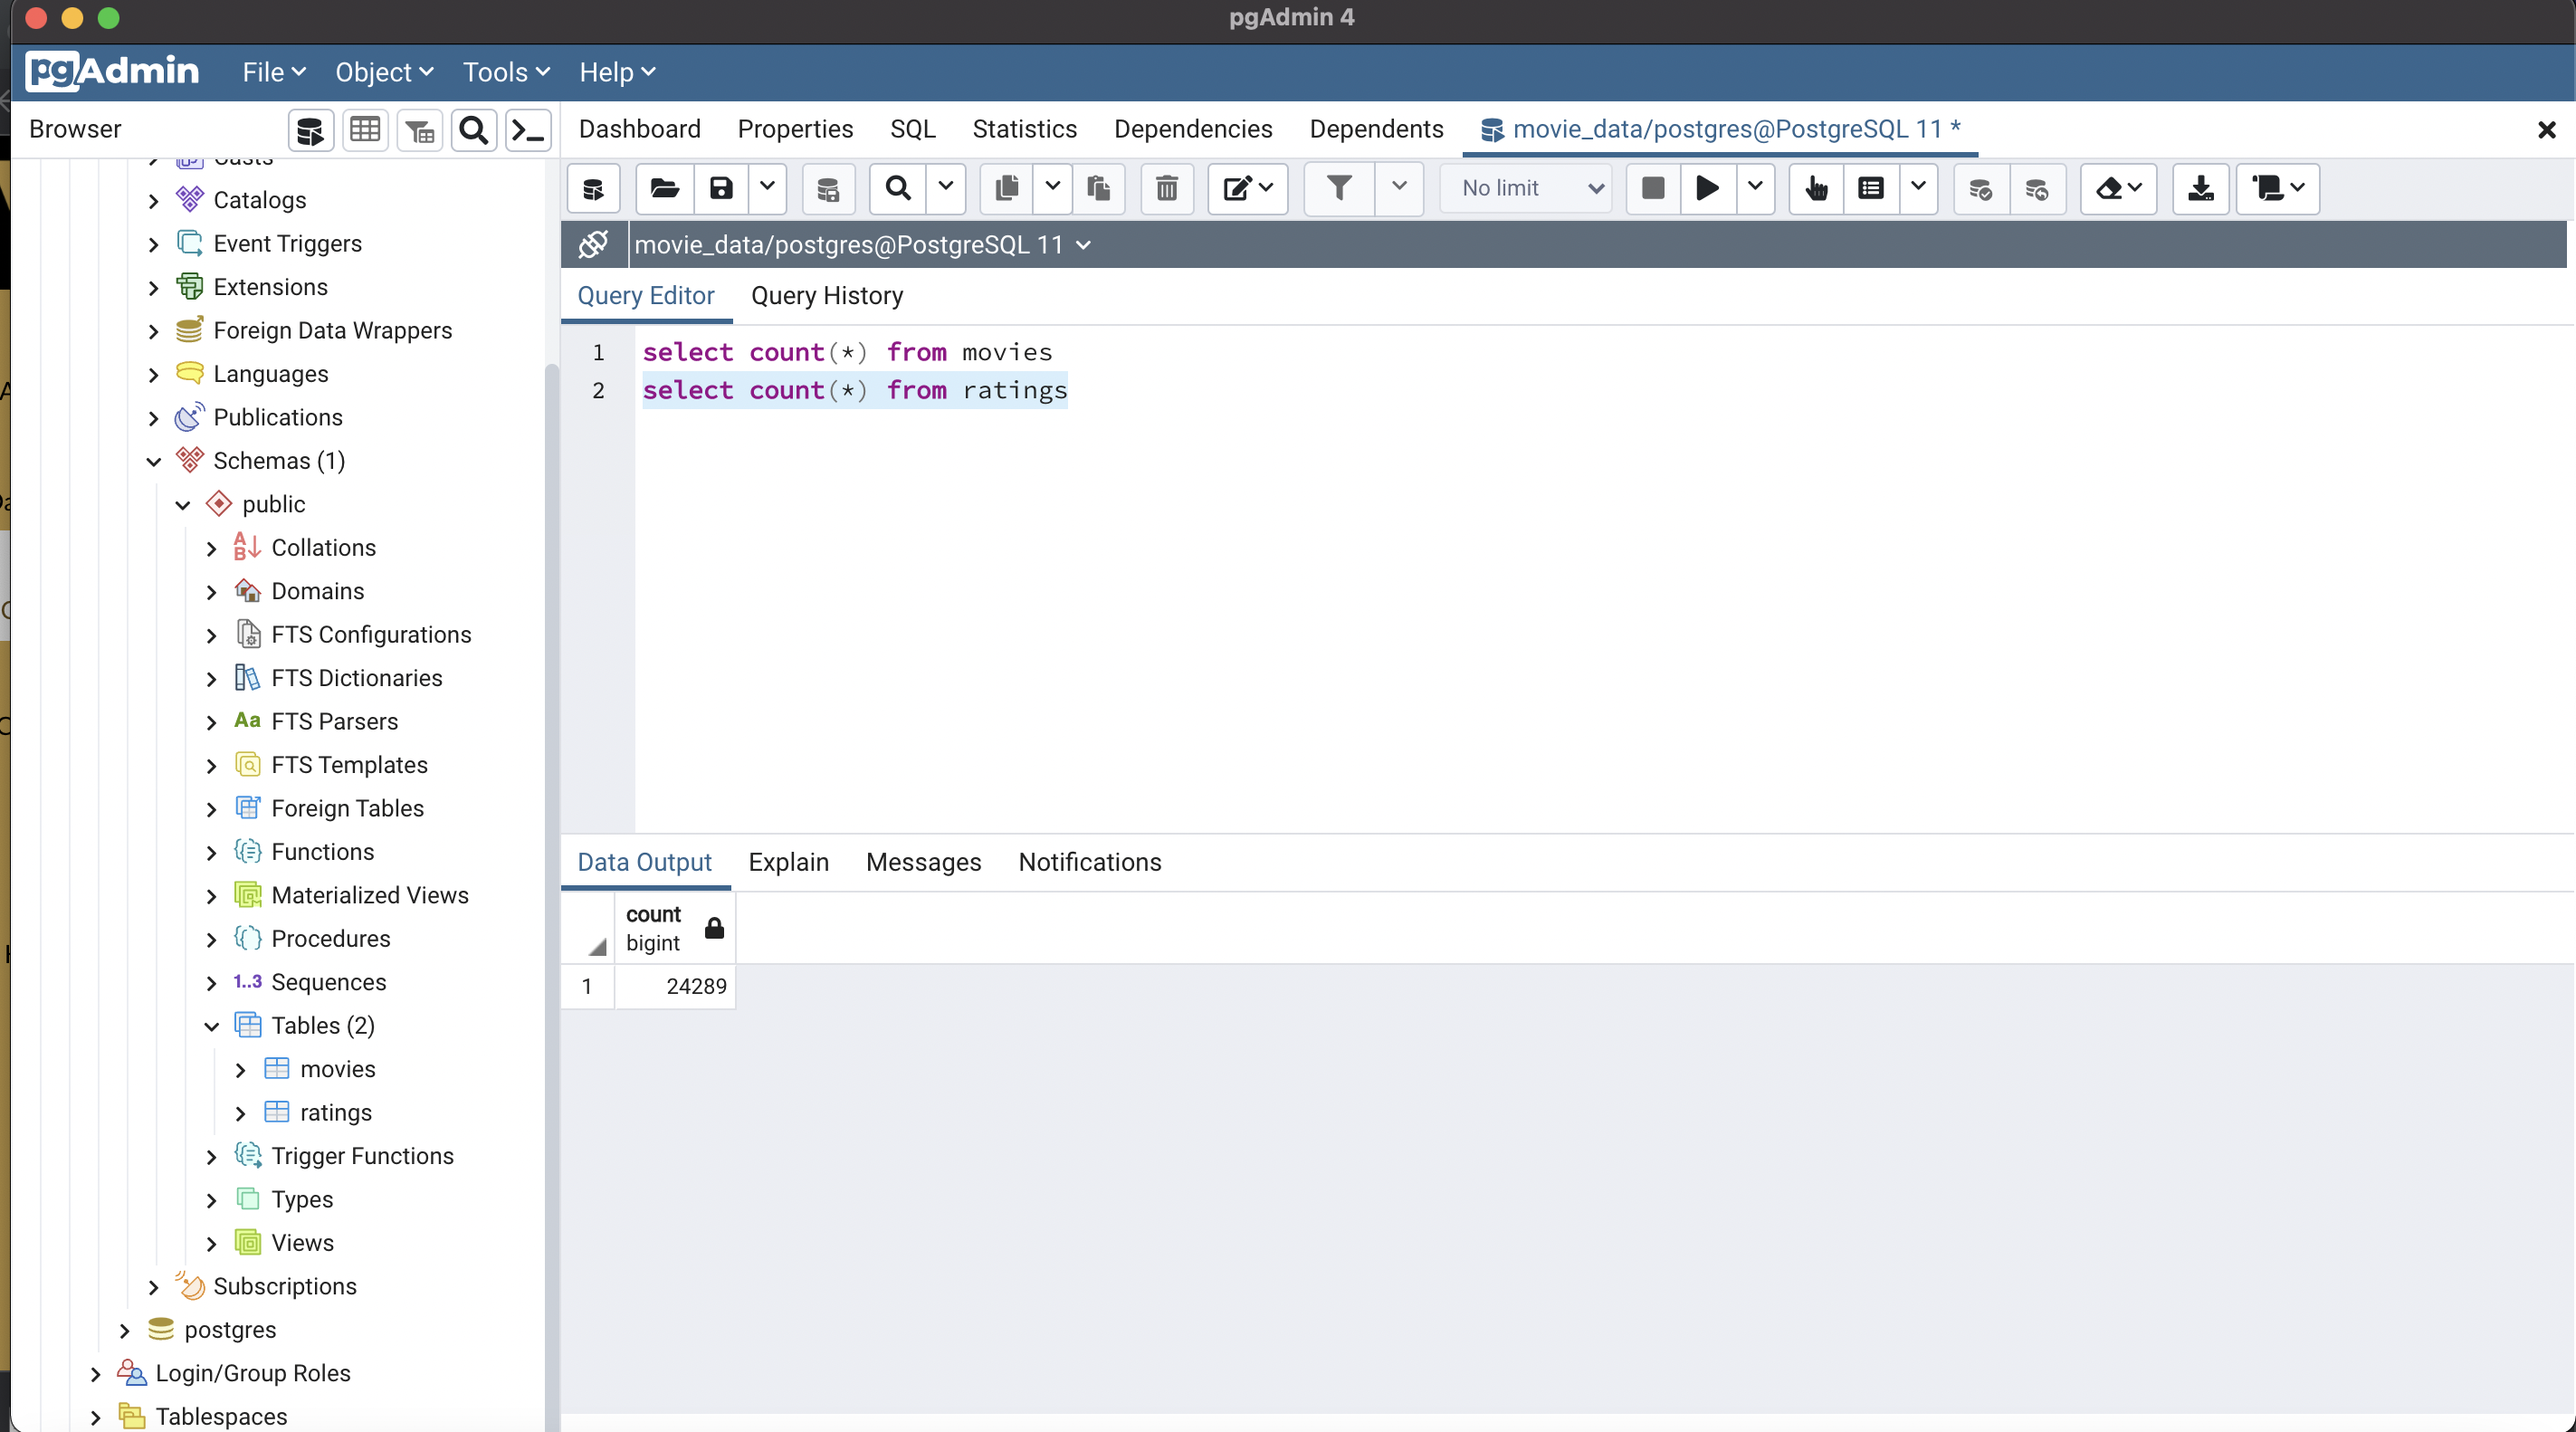 pgAdmin 4
pgAdmin File Object Tools Help
Browser
Dashboard Properties SQL Statistics Dependencies Dependents movie_data/postgres@PostgreSQL 11 *
No limit
movie_data/postgres@PostgreSQL 11
Query Editor Query History
1 select count(*) from movies
2 select count(*) from ratings
Casts
Catalogs
Event Triggers
Extensions
Foreign Data Wrappers
Languages
Publications
Schemas (1)
public
Collations
Domains
FTS Configurations
FTS Dictionaries
Aa FTS Parsers
FTS Templates
Foreign Tables
Functions
Materialized Views
Procedures
1..3 Sequences
Tables (2)
movies
ratings
Trigger Functions
Types
Views
Subscriptions
postgres
Login/Group Roles
Tablespaces
Data Output Explain Messages Notifications
count
bigint
1 24289